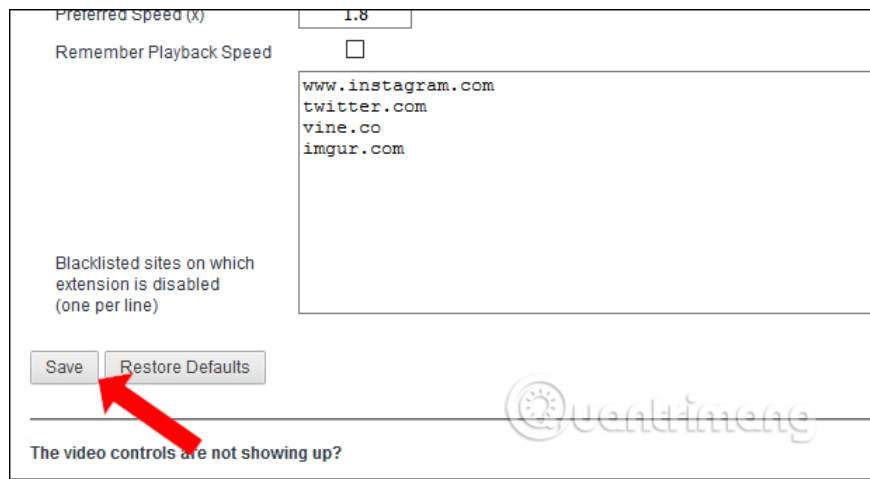 Preferred Speed (x) 1.8
Remember Playback Speed
www.instagram.com
twitter.com
vine.co
imgur.com
Blacklisted sites on which
extension is disabled
(one per line)
Save Restore Defaults
Quantrimang
The video controls are not showing up?